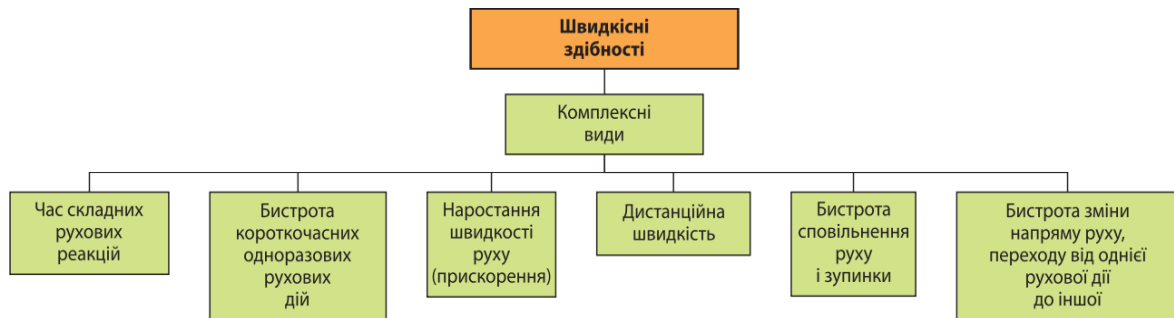 Швидкісні
здібності
Комплексні
види
Час складних
рухових
реакцій
Бистрота
короткочасних
одноразових
рухових
дій
Наростання
швидкості
руху
(прискорення)
Дистанційна
швидкість
Бистрота
сповільнення
руху
і зупинки
Бистрота зміни
напряму руху,
переходу від однієї
рухової дії
до іншої